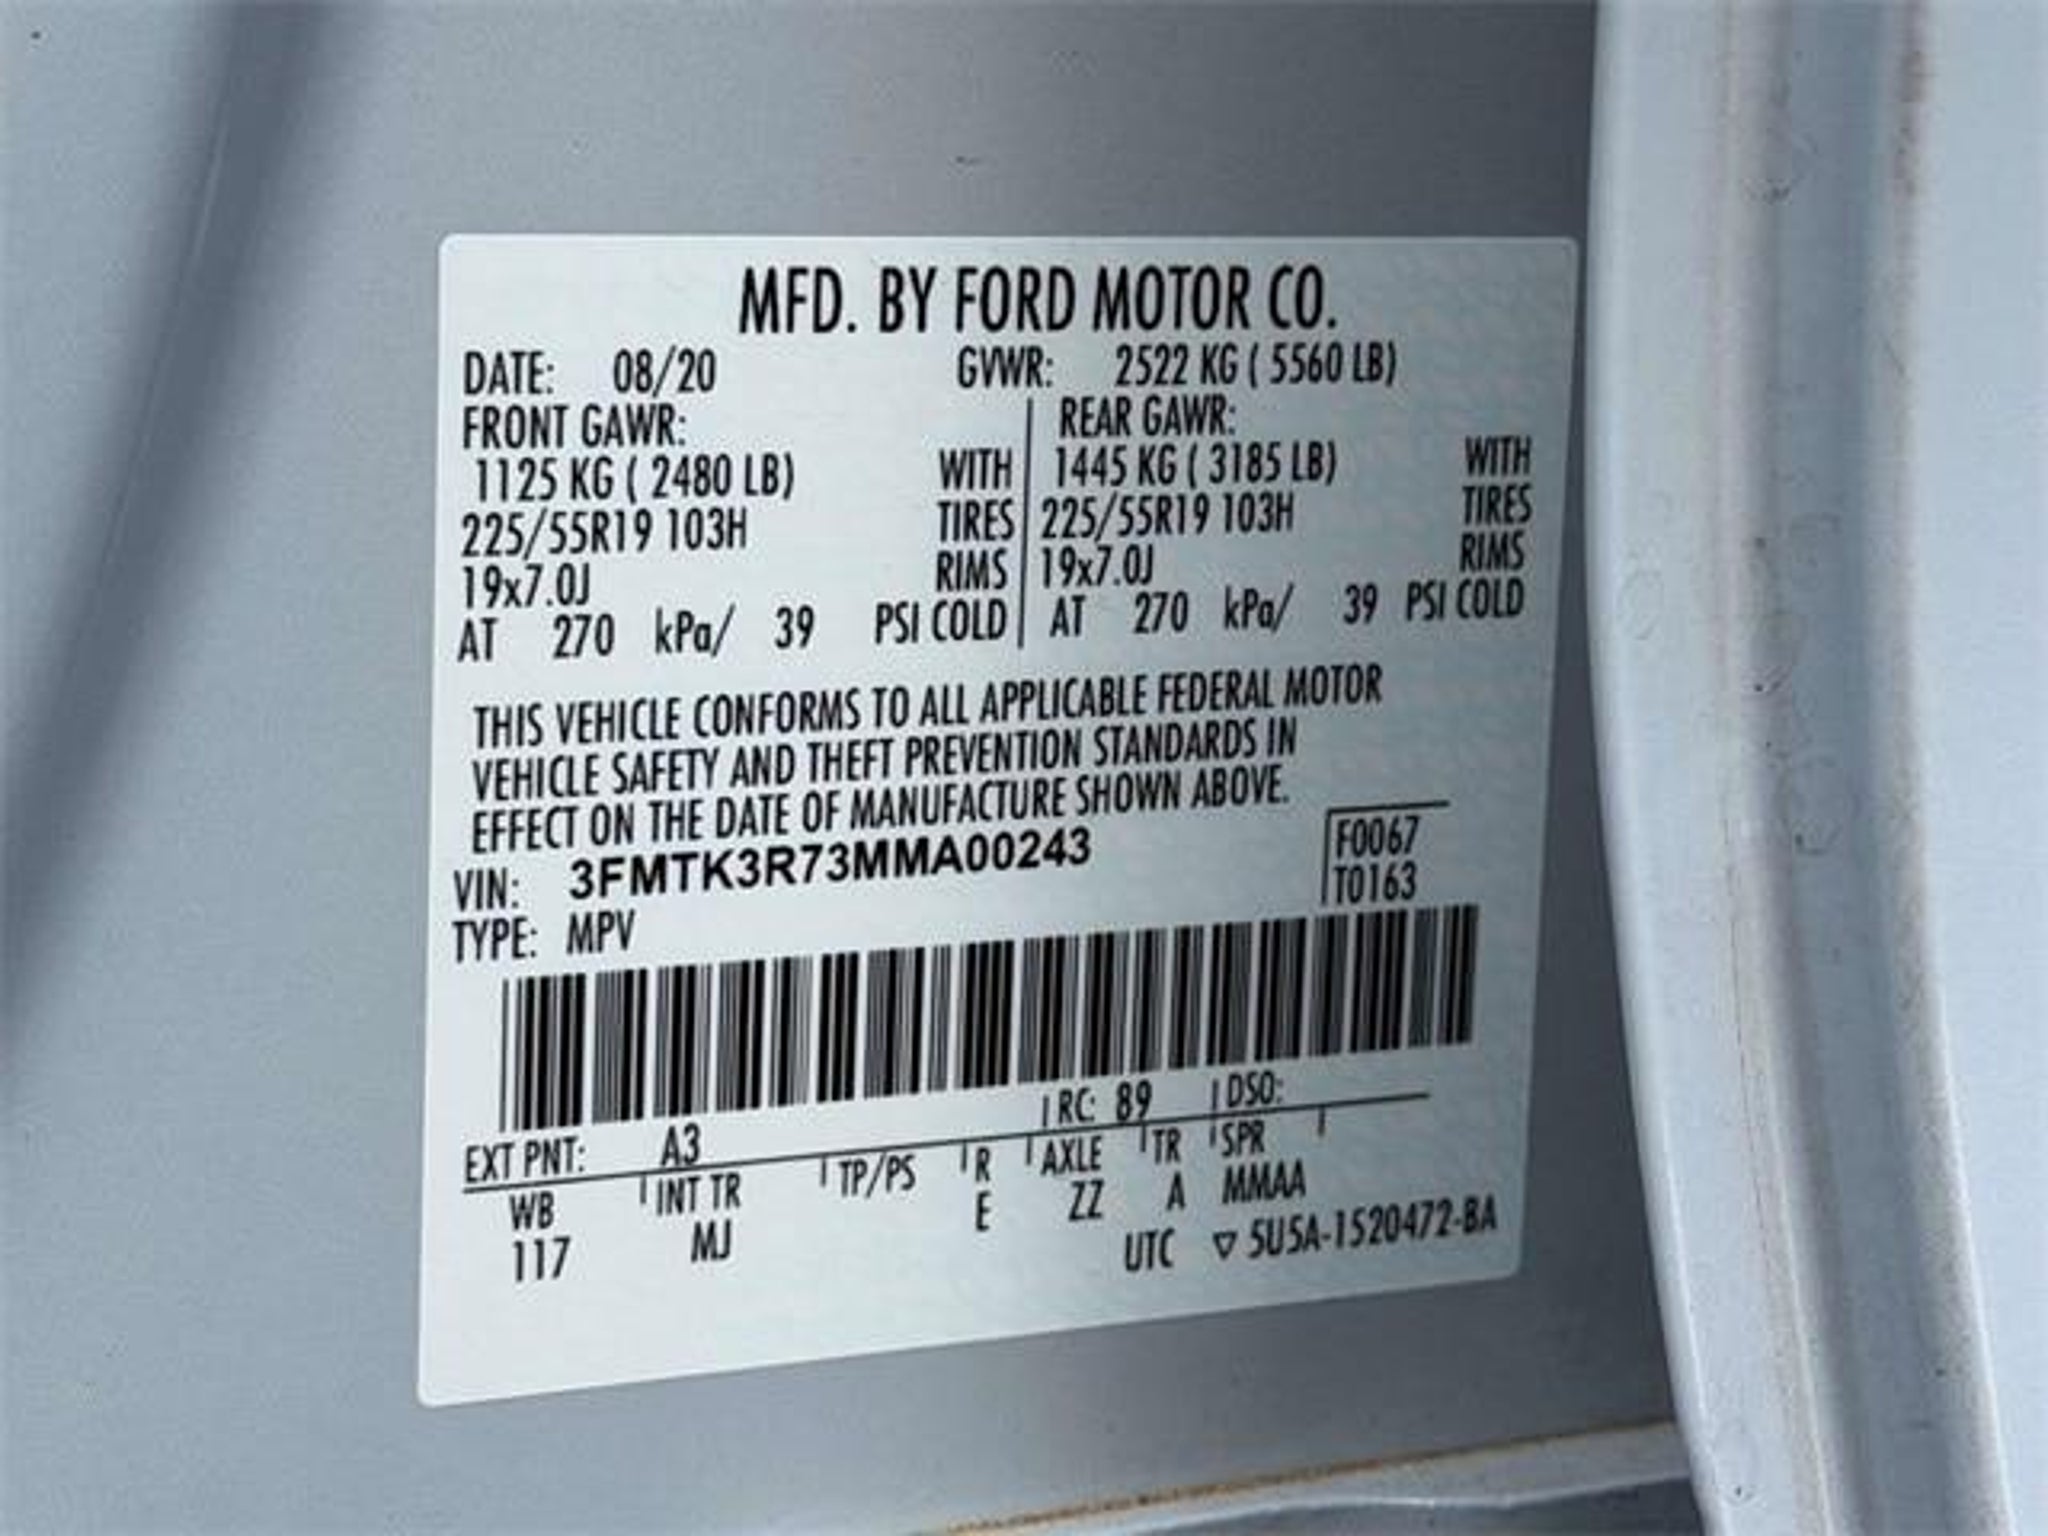 MFD. BY FORD MOTOR CO.
DATE: 08/20 GVWR: 2522 KG ( 5560 LB)
FRONT GAWR: REAR GAWR:
1125 KG ( 2480 LB) WITH 1445 KG ( 3185 LB) WITH
225/55R19 103H TIRES 225/55R19 103H TIRES
19x7.0J RIMS 19x7.0J RIMS
AT 270 kPa/ 39 PSI COLD AT 270 kPa/ 39 PSI COLD
THIS VEHICLE CONFORMS TO ALL APPLICABLE FEDERAL MOTOR
VEHICLE SAFETY AND THEFT PREVENTION STANDARDS IN
EFFECT ON THE DATE OF MANUFACTURE SHOWN ABOVE.
VIN: 3FMTK3R73MMA00243 F0067
TYPE: MPV T0163
EXT PNT: A3 RC: 89 DSO:
WB INT TR TP/PS R AXLE TR SPR
117 MJ E ZZ A MMAA
UTC ▽ 5U5A-1520472-BA